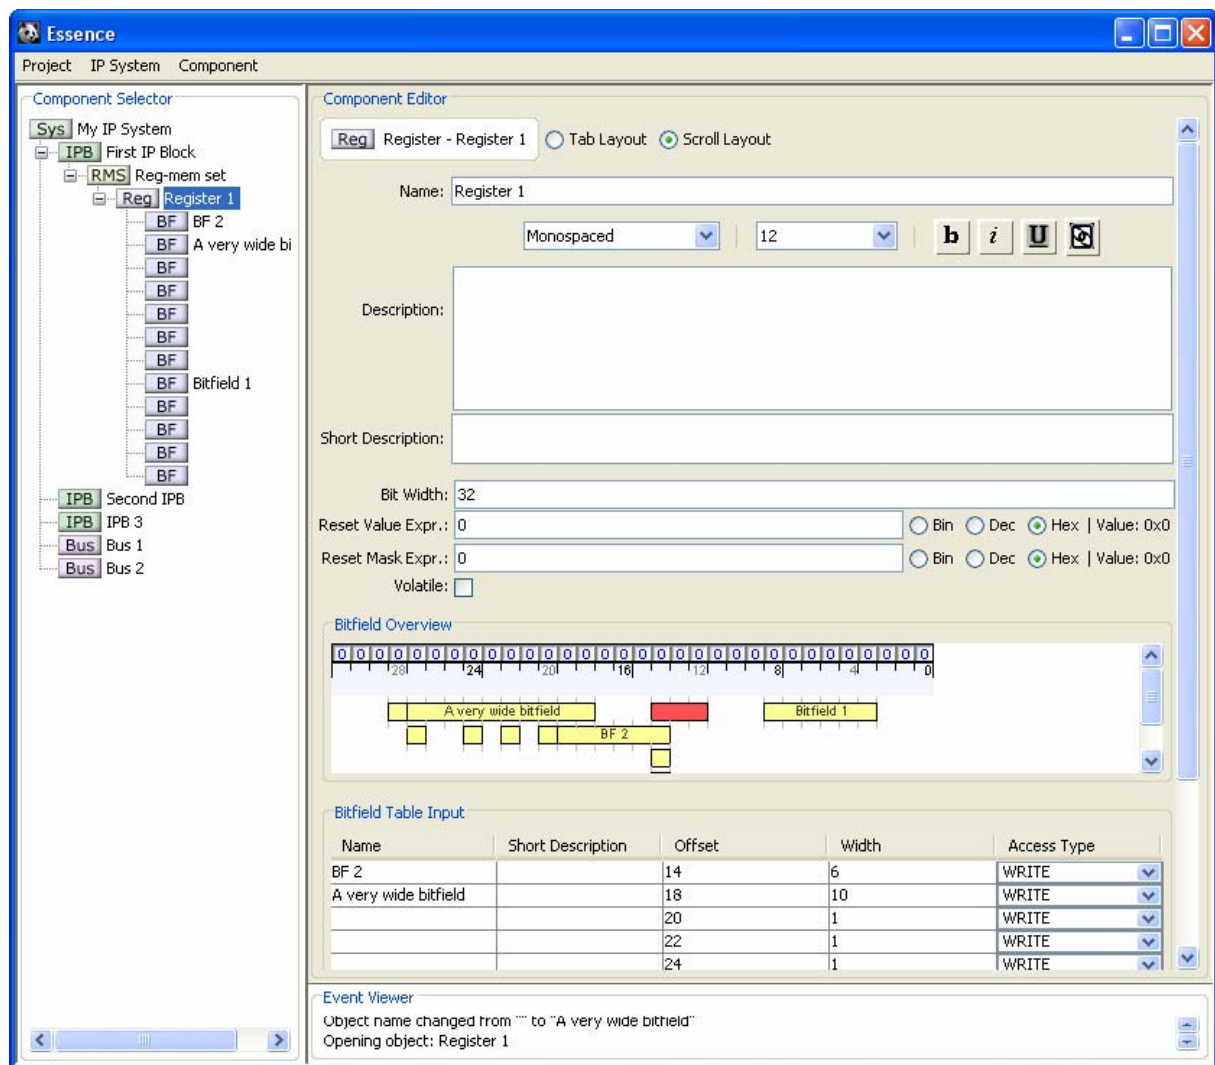 Essence
Project IP System Component
Component Selector
Sys My IP System
IPB First IP Block
RMS Reg-mem set
Reg Register 1
BF BF 2
BF A very wide bi
BF
BF
BF
BF
BF
BF Bitfield 1
BF
BF
BF
BF
IPB Second IPB
IPB IPB 3
Bus Bus 1
Bus Bus 2
Component Editor
Reg Register - Register 1 Tab Layout Scroll Layout
Name: Register 1
Monospaced 12 b i U
Description:
Short Description:
Bit Width: 32
Reset Value Expr.: 0 Bin Dec Hex | Value: 0x0
Reset Mask Expr.: 0 Bin Dec Hex | Value: 0x0
Volatile:
Bitfield Overview
0 0 0 0 0 0 0 0 0 0 0 0 0 0 0 0 0 0 0 0 0 0 0 0 0 0 0 0 0 0 0 0
28 24 20 16 12 8 4 0
A very wide bitfield Bitfield 1
BF 2
Bitfield Table Input
Name Short Description Offset Width Access Type
BF 2 14 6 WRITE
A very wide bitfield 18 10 WRITE
20 1 WRITE
22 1 WRITE
24 1 WRITE
Event Viewer
Object name changed from "" to "A very wide bitfield"
Opening object: Register 1